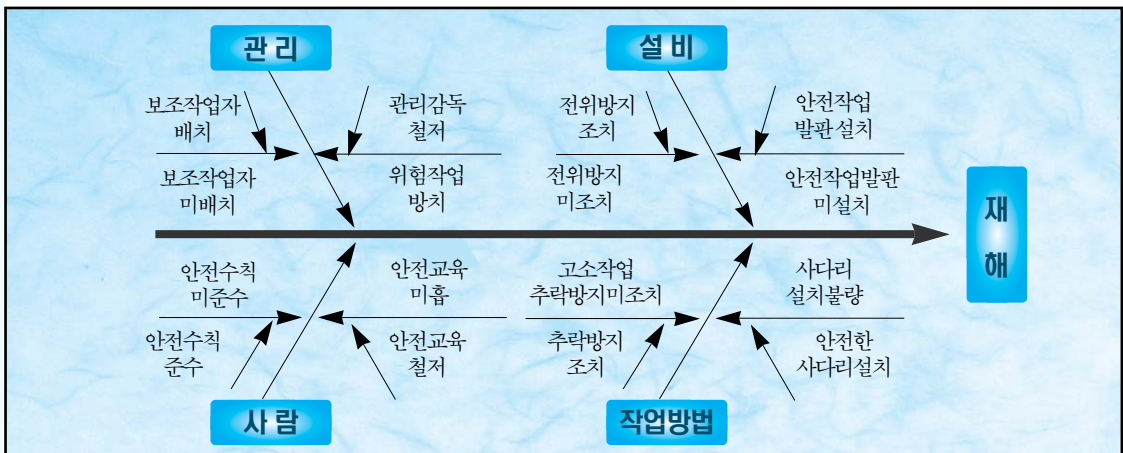 관 리
설 비
보조작업자
배치
관리감독
철저
전위방지
조치
안전작업
발판 설치
보조작업자
미배치
위험작업
방치
전위방지
미조치
안전작업발판
미설치
재
해
안전수칙
미준수
안전교육
미흡
고소작업
추락방지미조치
사다리
설치불량
안전수칙
준수
안전교육
철저
추락방지
조치
안전한
사다리설치
사 람
작업방법